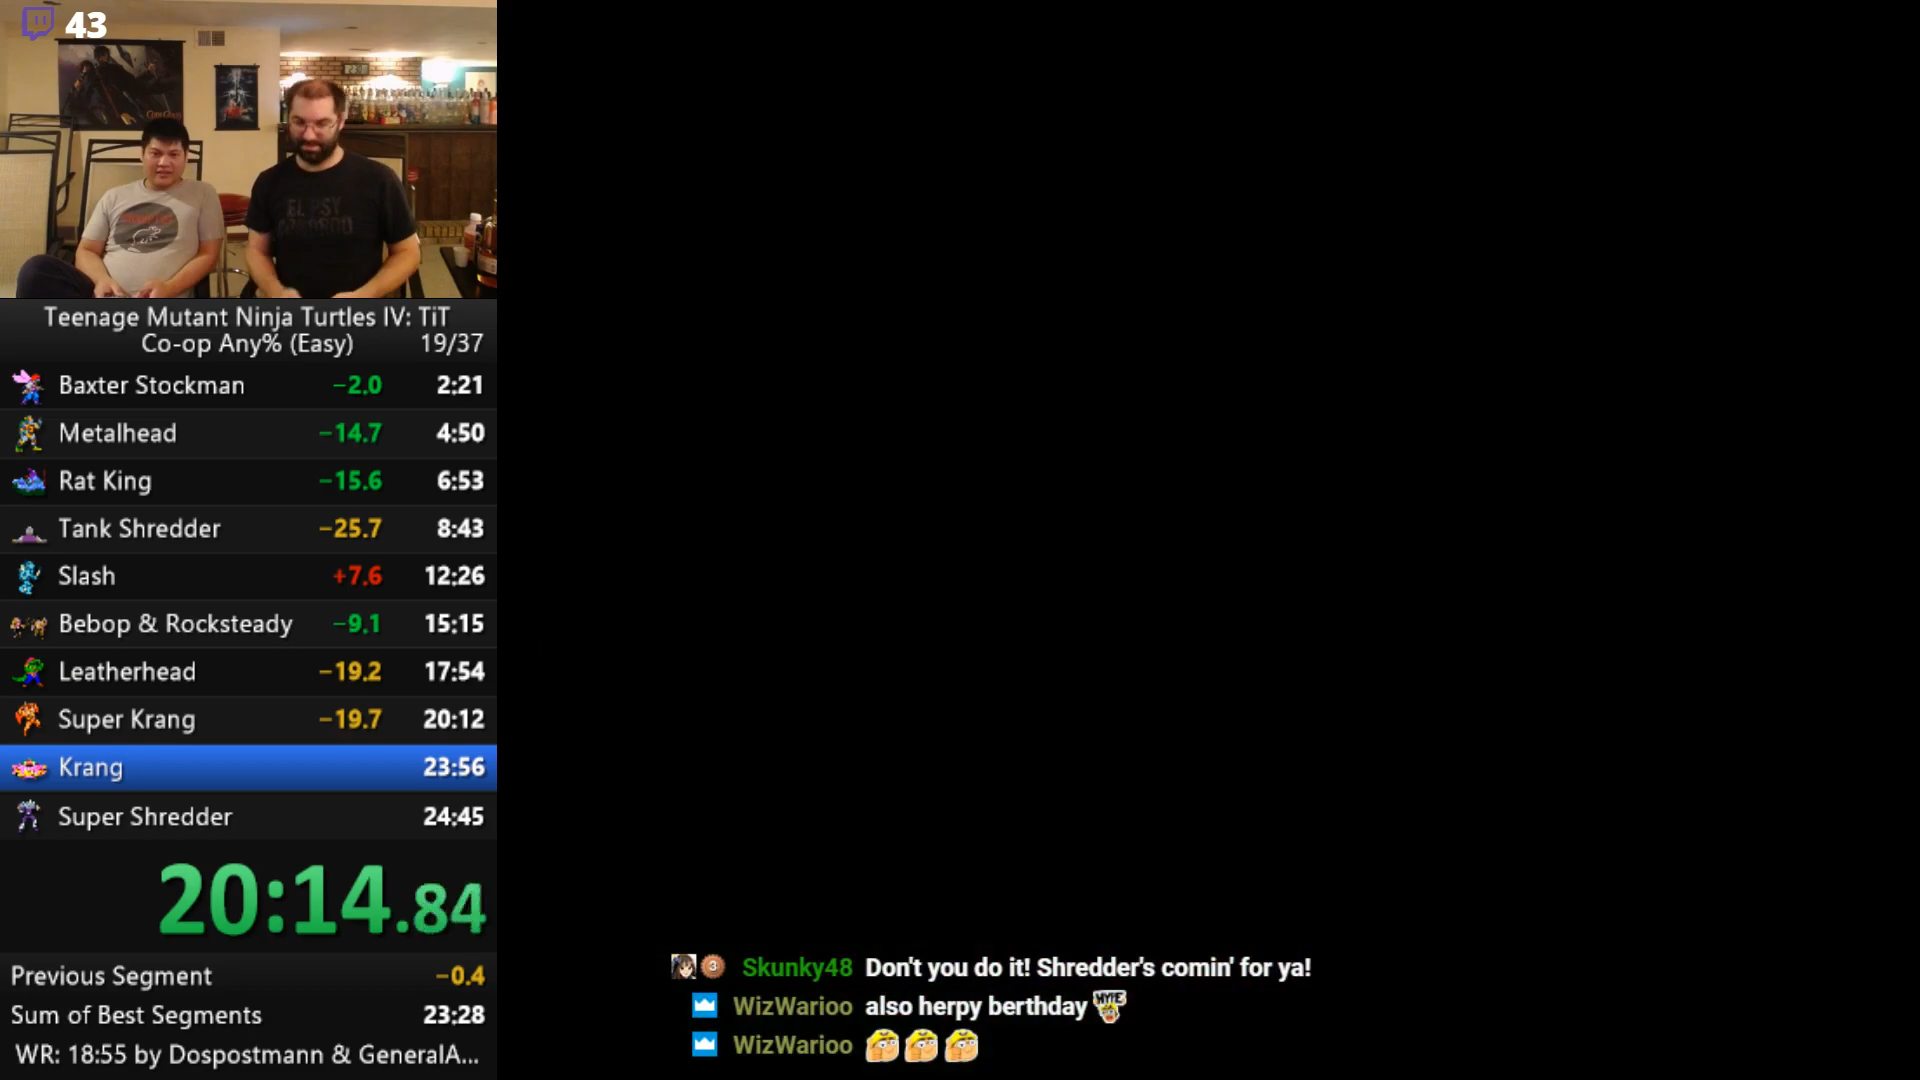 43
Teenage Mutant Ninja Turtles IV: TiT
Co-op Any% (Easy) 19/37
Baxter Stockman −2.0 2:21
Metalhead −14.7 4:50
Rat King −15.6 6:53
Tank Shredder −25.7 8:43
Slash +7.6 12:26
Bebop & Rocksteady −9.1 15:15
Leatherhead −19.2 17:54
Super Krang −19.7 20:12
Krang 23:56
Super Shredder 24:45
20:14.84
Previous Segment −0.4
Sum of Best Segments 23:28
WR: 18:55 by Dospostmann & GeneralA...
3 Skunky48 Don't you do it! Shredder's comin' for ya!
WizWarioo also herpy berthday HYPE
WizWarioo